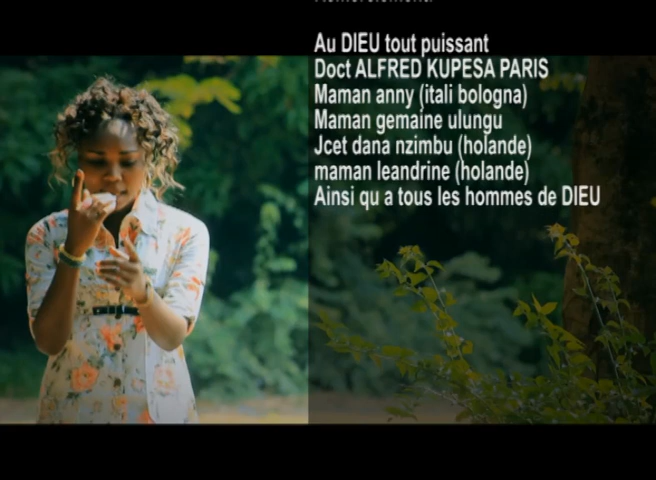 Au DIEU tout puissant
Doct ALFRED KUPESA PARIS
Maman anny (itali bologna)
Maman gemaine ulungu
Jcet dana nzimbu (holande)
maman leandrine (holande)
Ainsi qu a tous les hommes de DIEU